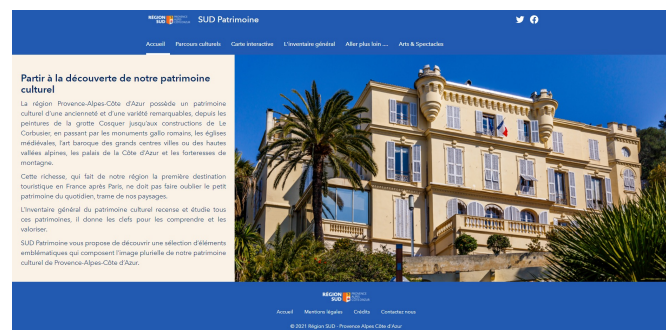 RÉGION
SUD
PROVENCE
ALPES
CÔTE D'AZUR
SUD Patrimoine
Accueil Parcours culturels Carte interactive L'inventaire général Aller plus loin .... Arts & Spectacles
Partir à la découverte de notre patrimoine
culturel
La région Provence-Alpes-Côte d'Azur possède un patrimoine
culturel d'une ancienneté et d'une variété remarquables, depuis les
peintures de la grotte Cosquer jusqu'aux constructions de Le
Corbusier, en passant par les monuments gallo romains, les églises
médiévales, l'art baroque des grands centres villes ou des hautes
vallées alpines, les palais de la Côte d'Azur et les forteresses de
montagne.
Cette richesse, qui fait de notre région la première destination
touristique en France après Paris, ne doit pas faire oublier le petit
patrimoine du quotidien, trame de nos paysages.
L'Inventaire général du patrimoine culturel recense et étudie tous
ces patrimoines, il donne les clefs pour les comprendre et les
valoriser.
SUD Patrimoine vous propose de découvrir une sélection d'éléments
emblématiques qui composent l'image plurielle de notre patrimoine
culturel de Provence-Alpes-Côte d'Azur.
RÉGION
SUD
PROVENCE
ALPES
CÔTE D'AZUR
Accueil Mentions légales Crédits Contactez nous
© 2021 Région SUD - Provence Alpes Côte d'Azur